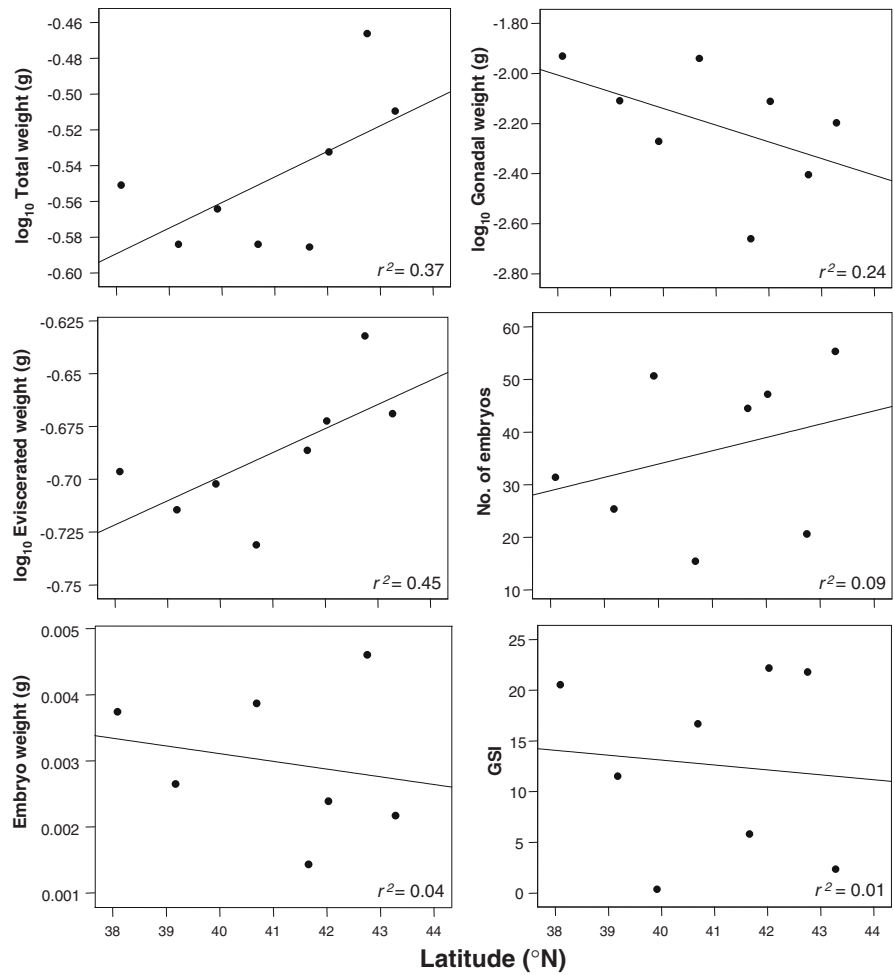 log₁₀ Total weight (g)
-0.46
-0.48
-0.50
-0.52
-0.54
-0.56
-0.58
-0.60
r² = 0.37
log₁₀ Gonadal weight (g)
-1.80
-2.00
-2.20
-2.40
-2.60
-2.80
r² = 0.24
log₁₀ Eviscerated weight (g)
-0.625
-0.65
-0.675
-0.70
-0.725
-0.75
r² = 0.45
No. of embryos
60
50
40
30
20
10
r² = 0.09
Embryo weight (g)
0.005
0.004
0.003
0.002
0.001
r² = 0.04
38 39 40 41 42 43 44
GSI
25
20
15
10
5
0
r² = 0.01
38 39 40 41 42 43 44
Latitude (°N)